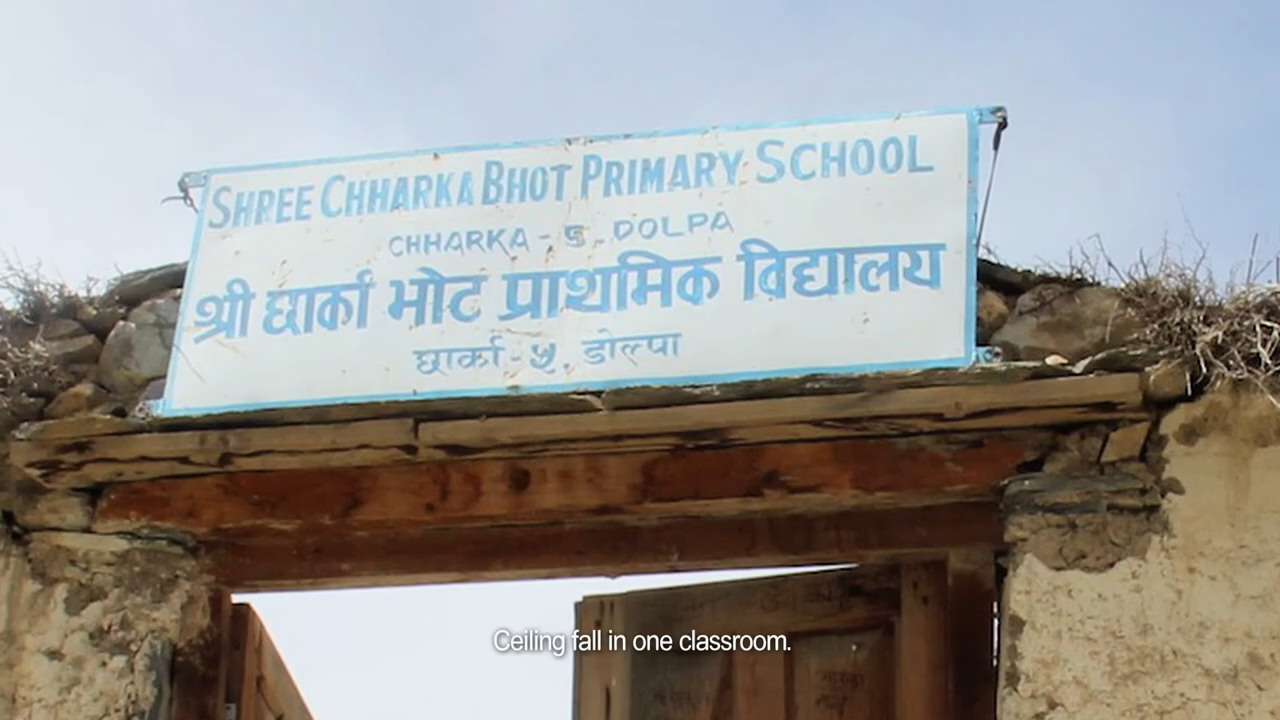 SHREE CHHARKA BHOT PRIMARY SCHOOL
CHHARKA - 5, DOLPA
श्री छार्का भोट प्राथमिक विद्यालय
छार्का - ५, डोल्पा
Ceiling fall in one classroom.